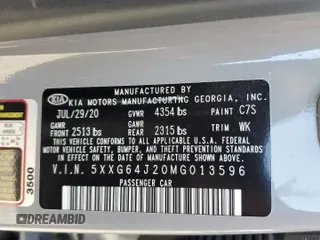 MANUFACTURED BY
KIA KIA MOTORS MANUFACTURING GEORGIA, INC.
JUL/29/20 GVWR 4354 lbs PAINT C7S
GAWR GAWR
FRONT 2513 lbs REAR 2315 lbs TRIM WK
THIS VEHICLE CONFORMS TO ALL APPLICABLE U.S.A. FEDERAL
MOTOR VEHICLE SAFETY, BUMPER, AND THEFT PREVENTION
STANDARDS IN EFFECT ON THE DATE OF MANUFACTURE SHOWN ABOVE.
V.I.N. 5XXG64J20MG013596
PASSENGER CAR
3500
DREAMBID